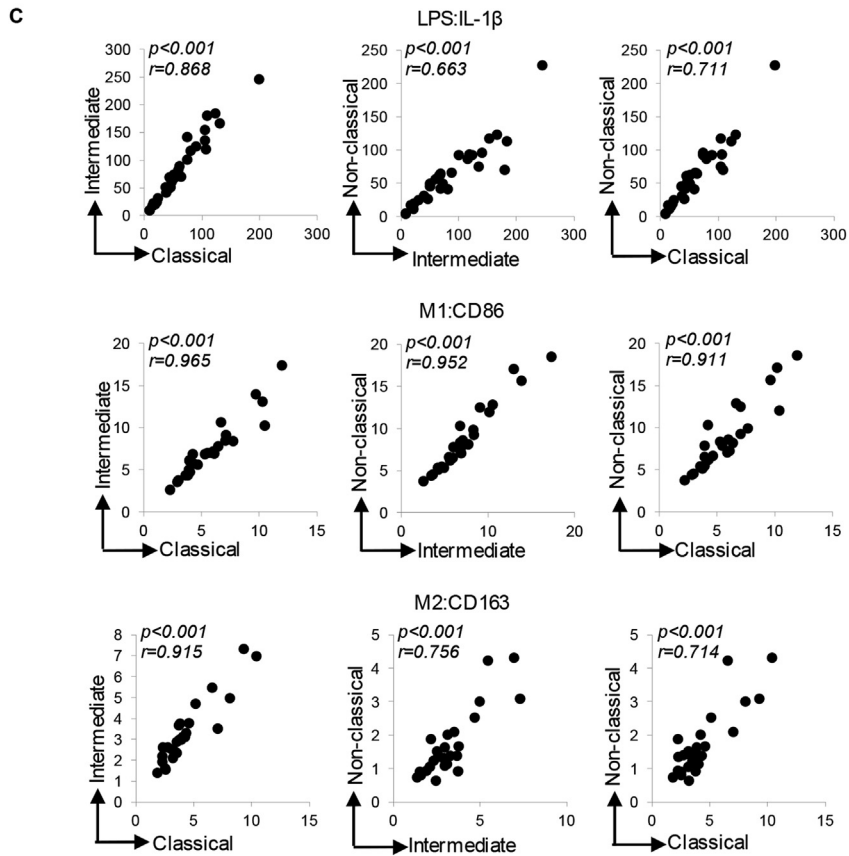 C
LPS:IL-1β
p<0.001
r=0.868
Intermediate
300
250
200
150
100
50
0
0 100 200 300
Classical
p<0.001
r=0.663
Non-classical
250
200
150
100
50
0
0 100 200 300
Intermediate
p<0.001
r=0.711
Non-classical
250
200
150
100
50
0
0 100 200 300
Classical
M1:CD86
p<0.001
r=0.965
Intermediate
20
15
10
5
0
0 5 10 15
Classical
p<0.001
r=0.952
Non-classical
20
15
10
5
0
0 10 20
Intermediate
p<0.001
r=0.911
Non-classical
20
15
10
5
0
0 5 10 15
Classical
M2:CD163
p<0.001
r=0.915
Intermediate
8
7
6
5
4
3
2
1
0
0 5 10 15
Classical
p<0.001
r=0.756
Non-classical
5
4
3
2
1
0
0 5 10
Intermediate
p<0.001
r=0.714
Non-classical
5
4
3
2
1
0
0 5 10 15
Classical